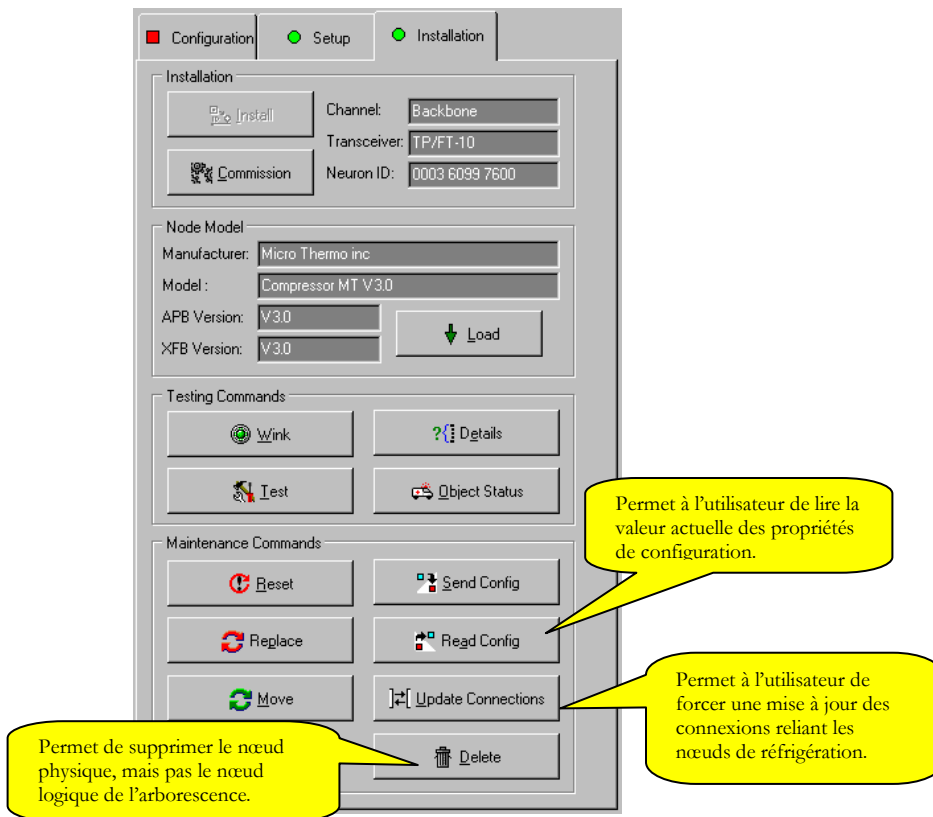 Configuration
Setup
Installation
Installation
Install
Channel:
Backbone
Transceiver:
TP/FT-10
Commission
Neuron ID:
0003 6099 7600
Node Model
Manufacturer:
Micro Thermo inc
Model :
Compressor MT V3.0
APB Version:
V3.0
Load
XFB Version:
V3.0
Testing Commands
Wink
Details
Test
Object Status
Permet à l’utilisateur de lire la
valeur actuelle des propriétés
de configuration.
Maintenance Commands
Reset
Send Config
Replace
Read Config
Move
Update Connections
Permet à l’utilisateur de
forcer une mise à jour des
connexions reliant les
nœuds de réfrigération.
Permet de supprimer le nœud
physique, mais pas le nœud
logique de l’arborescence.
Delete